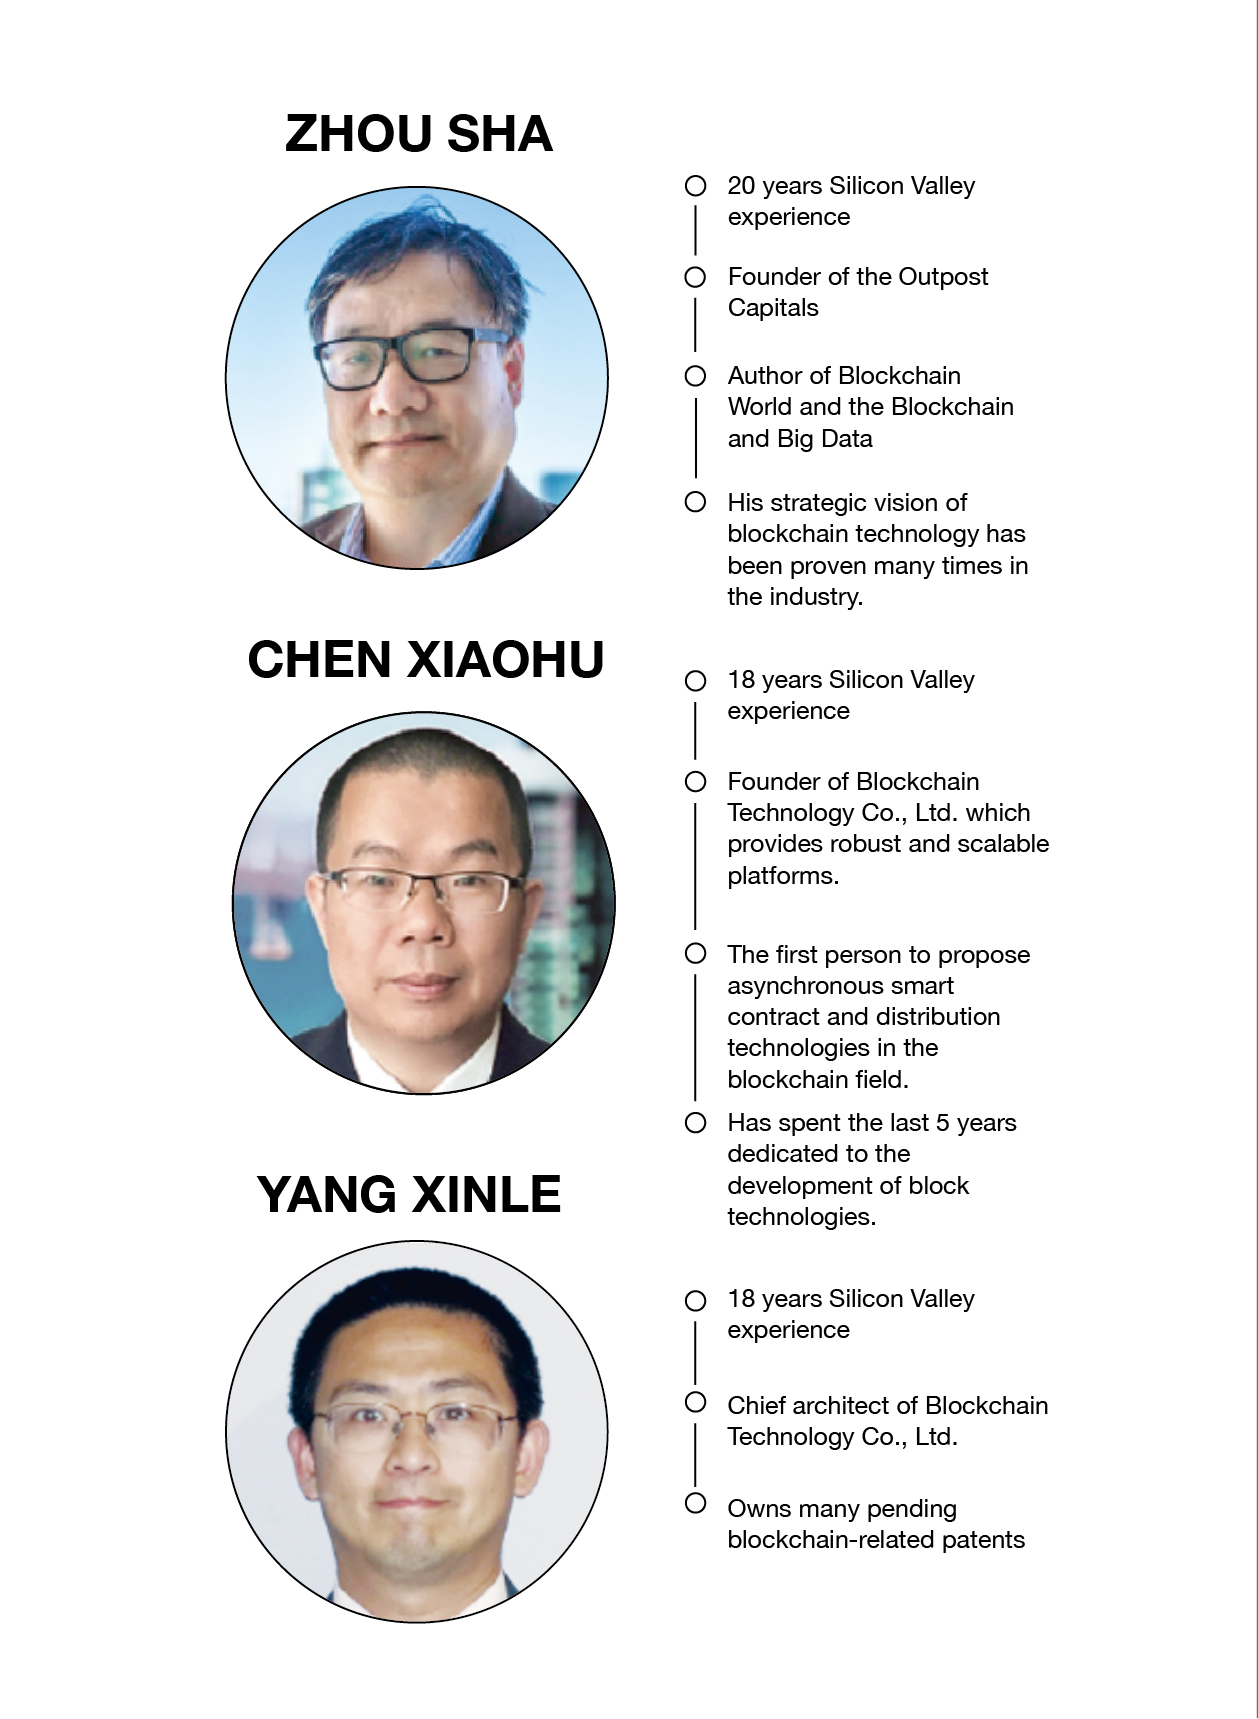 ZHOU SHA
20 years Silicon Valley
experience
Founder of the Outpost
Capitals
Author of Blockchain
World and the Blockchain
and Big Data
His strategic vision of
blockchain technology has
been proven many times in
the industry.
CHEN XIAOHU
18 years Silicon Valley
experience
Founder of Blockchain
Technology Co., Ltd. which
provides robust and scalable
platforms.
The first person to propose
asynchronous smart
contract and distribution
technologies in the
blockchain field.
Has spent the last 5 years
dedicated to the
development of block
technologies.
YANG XINLE
18 years Silicon Valley
experience
Chief architect of Blockchain
Technology Co., Ltd.
Owns many pending
blockchain-related patents